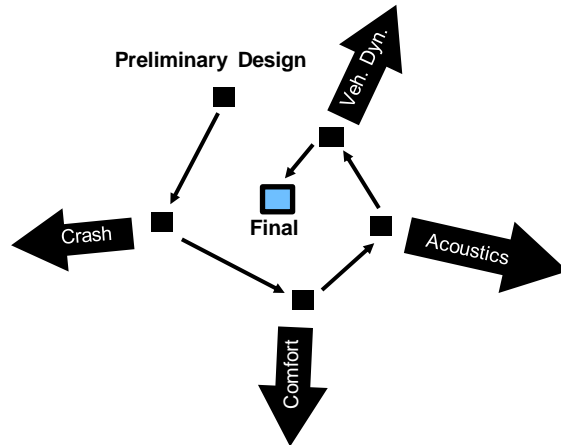 Veh. Dyn.
Preliminary Design
Crash
Final
Acoustics
Comfort